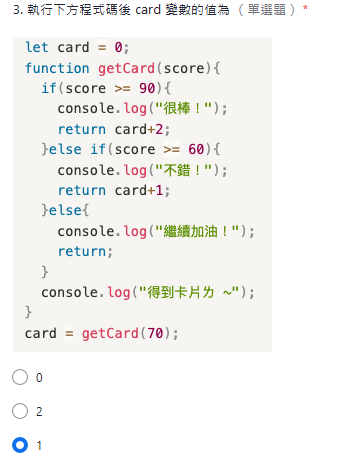 3. 執行下方程式碼後 card 變數的值為 （單選題） *
let card = 0;
function getCard(score){
if(score >= 90){
console.log("很棒！");
return card+2;
}else if(score >= 60){
console.log("不錯！");
return card+1;
}else{
console.log("繼續加油！");
return;
}
console.log("得到卡片ㄌ ~");
}
card = getCard(70);
0
2
1